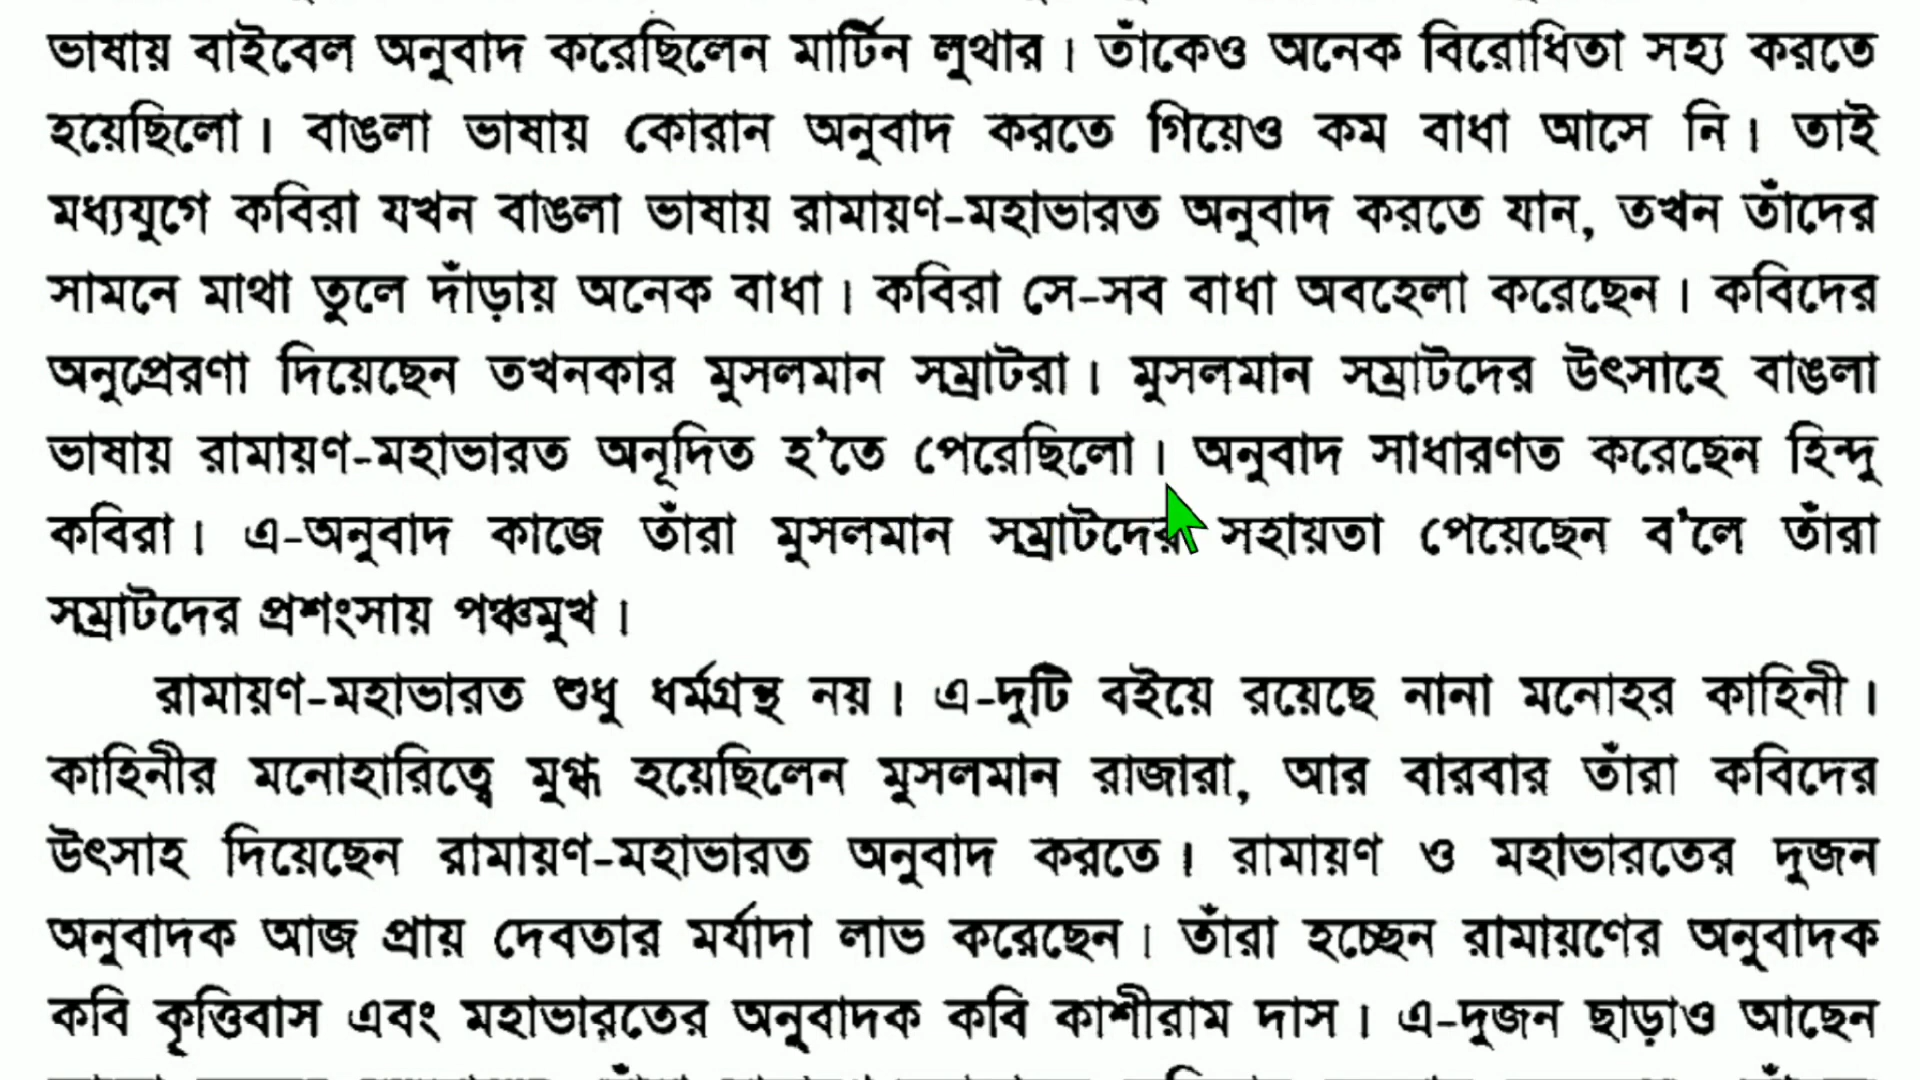 ভাষায় বাইবেল অনুবাদ করেছিলেন মার্টিন লুথার। তাঁকেও অনেক বিরোধিতা সহ্য করতে
হয়েছিলো। বাঙলা ভাষায় কোরান অনুবাদ করতে গিয়েও কম বাধা আসে নি। তাই
মধ্যযুগে কবিরা যখন বাঙলা ভাষায় রামায়ণ-মহাভারত অনুবাদ করতে যান, তখন তাঁদের
সামনে মাথা তুলে দাঁড়ায় অনেক বাধা। কবিরা সে-সব বাধা অবহেলা করেছেন। কবিদের
অনুপ্রেরণা দিয়েছেন তখনকার মুসলমান সম্রাটরা। মুসলমান সম্রাটদের উৎসাহে বাঙলা
ভাষায় রামায়ণ-মহাভারত অনূদিত হ'তে পেরেছিলো। অনুবাদ সাধারণত করেছেন হিন্দু
কবিরা। এ-অনুবাদ কাজে তাঁরা মুসলমান সম্রাটদের সহায়তা পেয়েছেন ব'লে তাঁরা
সম্রাটদের প্রশংসায় পঞ্চমুখ।
রামায়ণ-মহাভারত শুধু ধর্মগ্রন্থ নয়। এ-দুটি বইয়ে রয়েছে নানা মনোহর কাহিনী।
কাহিনীর মনোহারিত্বে মুগ্ধ হয়েছিলেন মুসলমান রাজারা, আর বারবার তাঁরা কবিদের
উৎসাহ দিয়েছেন রামায়ণ-মহাভারত অনুবাদ করতে। রামায়ণ ও মহাভারতের দুজন
অনুবাদক আজ প্রায় দেবতার মর্যাদা লাভ করেছেন। তাঁরা হচ্ছেন রামায়ণের অনুবাদক
কবি কৃত্তিবাস এবং মহাভারতের অনুবাদক কবি কাশীরাম দাস। এ-দুজন ছাড়াও আছেন